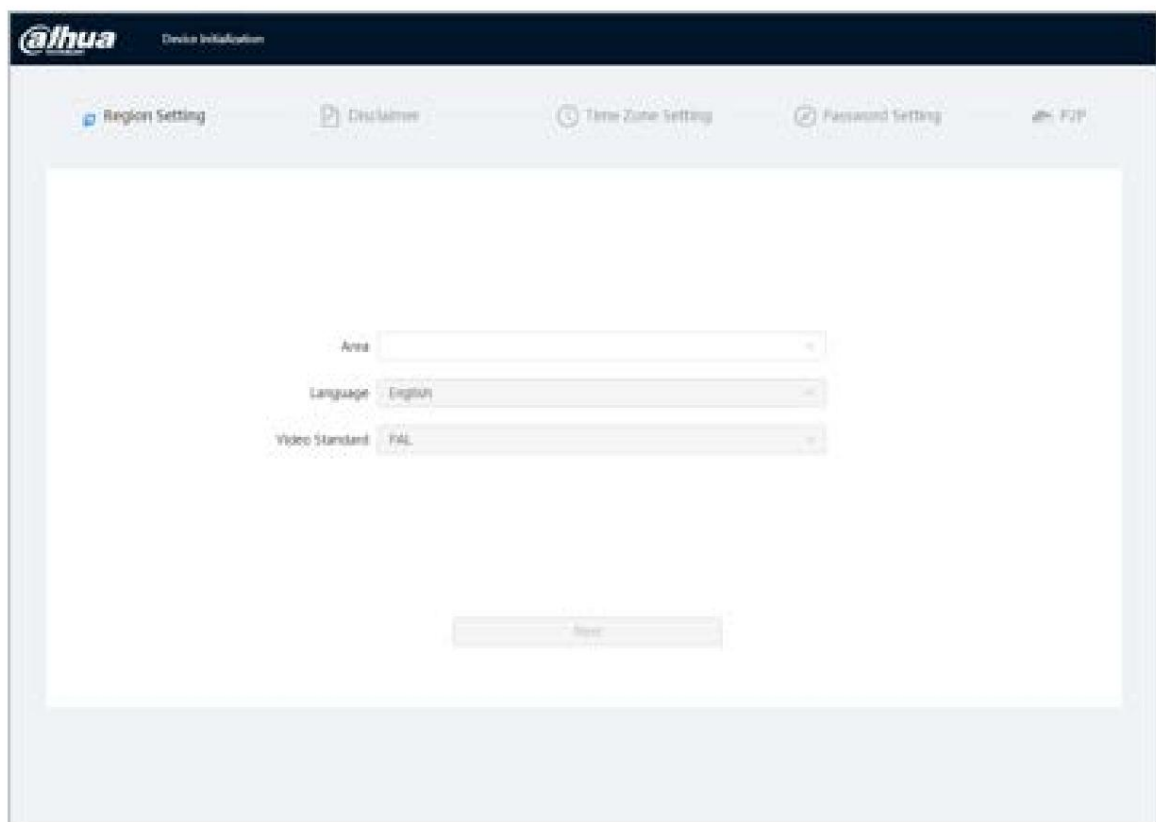 alhua
TECHNOLOGY
Device Initialization
Region Setting
Disclaimer
Time Zone Setting
Password Setting
P2P
Area
Language English
Video Standard PAL
Next